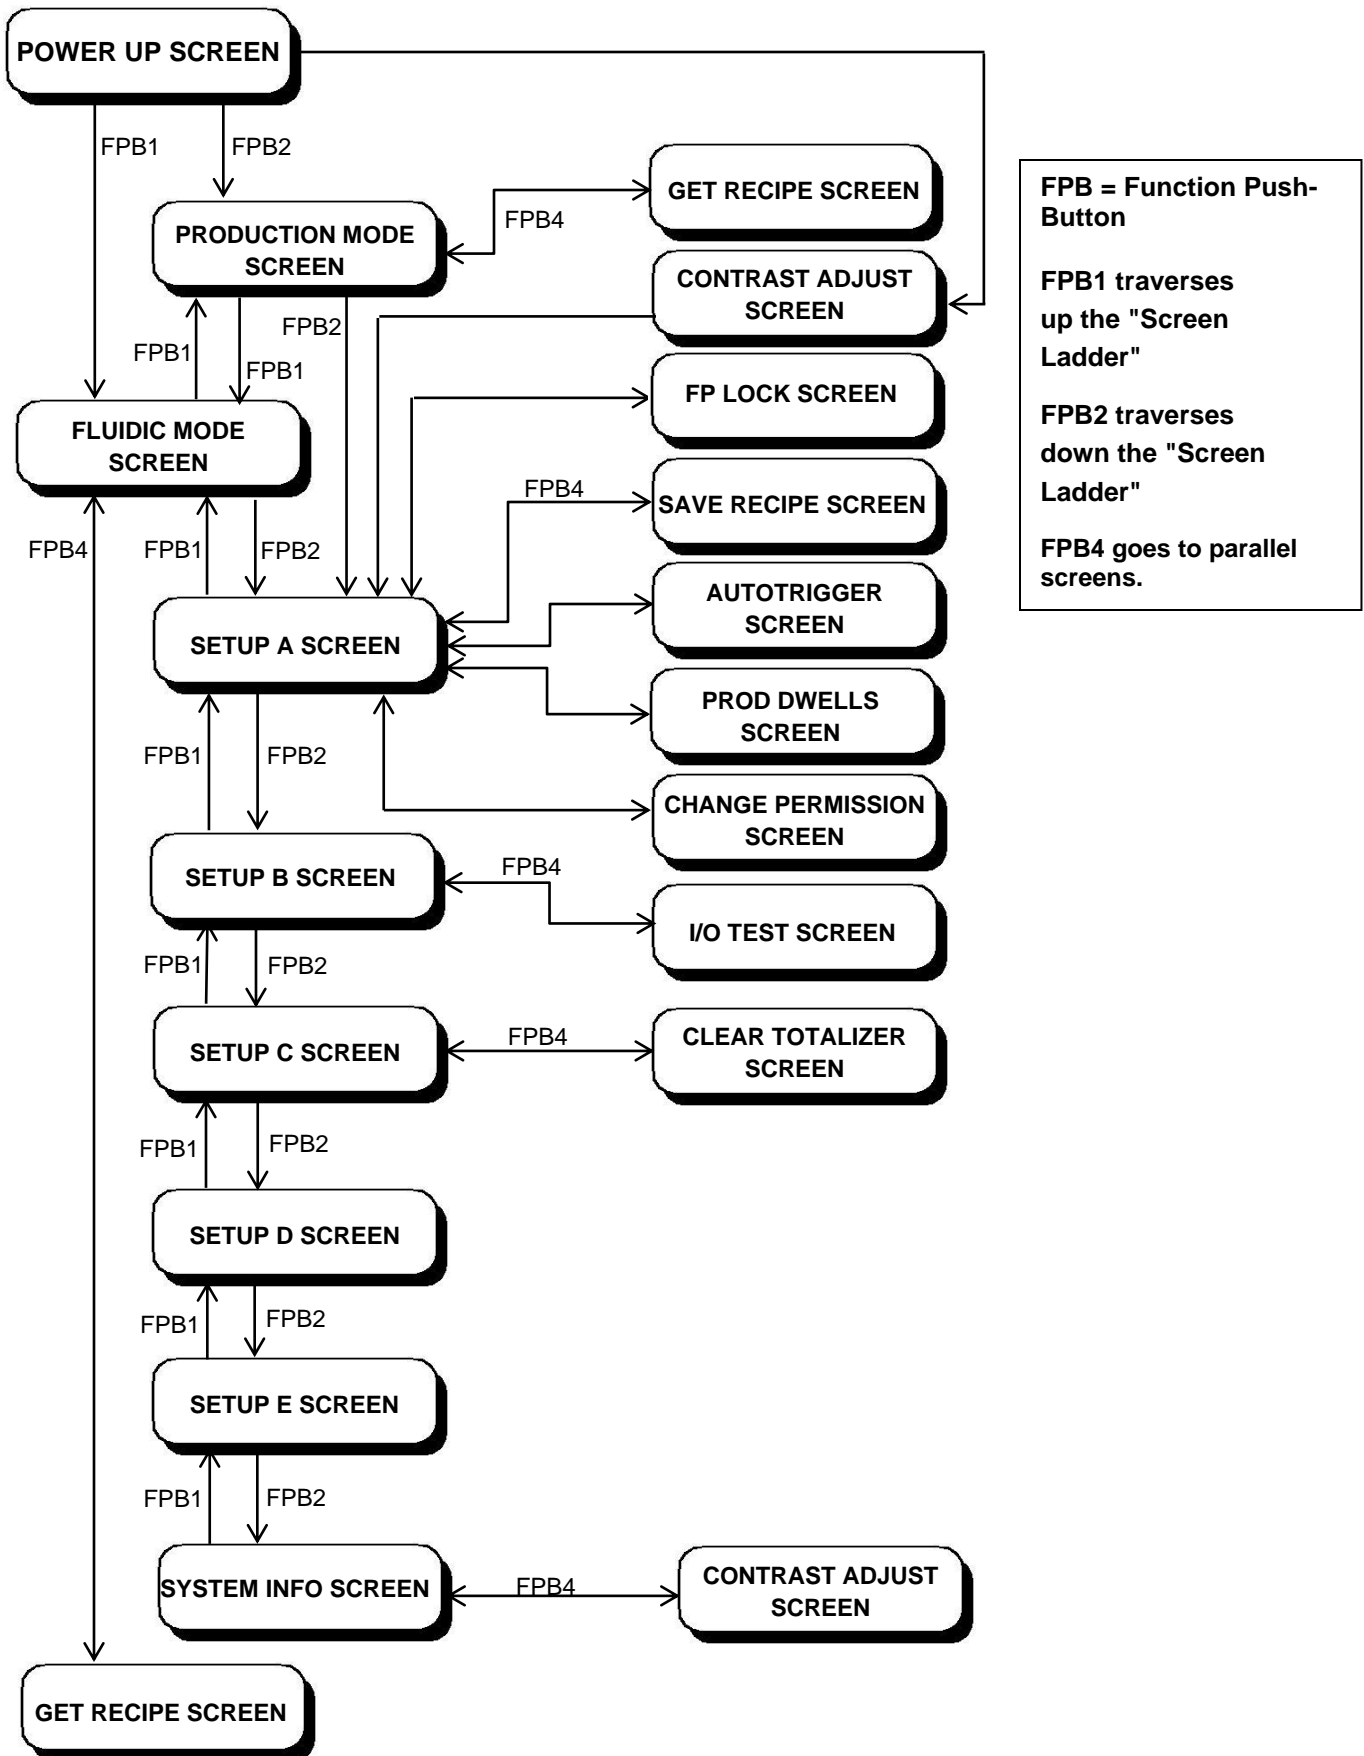 POWER UP SCREEN
FPB1
FPB2
GET RECIPE SCREEN
FPB4
PRODUCTION MODE
SCREEN
CONTRAST ADJUST
SCREEN
FPB2
FPB1
FPB1
FP LOCK SCREEN
FLUIDIC MODE
SCREEN
FPB4
SAVE RECIPE SCREEN
FPB4
FPB1
FPB2
AUTOTRIGGER
SCREEN
SETUP A SCREEN
PROD DWELLS
SCREEN
FPB1
FPB2
CHANGE PERMISSION
SCREEN
SETUP B SCREEN
FPB4
I/O TEST SCREEN
FPB1
FPB2
SETUP C SCREEN
FPB4
CLEAR TOTALIZER
SCREEN
FPB1
FPB2
SETUP D SCREEN
FPB1
FPB2
SETUP E SCREEN
FPB1
FPB2
SYSTEM INFO SCREEN
FPB4
CONTRAST ADJUST
SCREEN
GET RECIPE SCREEN
FPB = Function Push-
Button
FPB1 traverses
up the "Screen
Ladder"
FPB2 traverses
down the "Screen
Ladder"
FPB4 goes to parallel
screens.